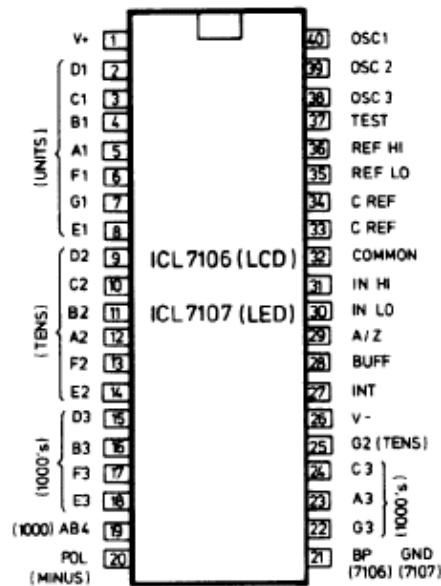 V+ 1
D1 2
C1 3
B1 4
A1 5
F1 6
G1 7
E1 8
(UNITS)
D2 9
C2 10
B2 11
A2 12
F2 13
E2 14
(TENS)
D3 15
B3 16
F3 17
E3 18
(1000's)
(1000) AB4 19
POL 20
(MINUS)
ICL7106 (LCD)
ICL7107 (LED)
40 OSC1
39 OSC 2
38 OSC 3
37 TEST
36 REF HI
35 REF LO
34 C REF
33 C REF
32 COMMON
31 IN HI
30 IN LO
29 A/Z
28 BUFF
27 INT
26 V-
25 G2 (TENS)
24 C3
23 A3
22 G3
(1000's)
21 BP GND
(7106) (7107)